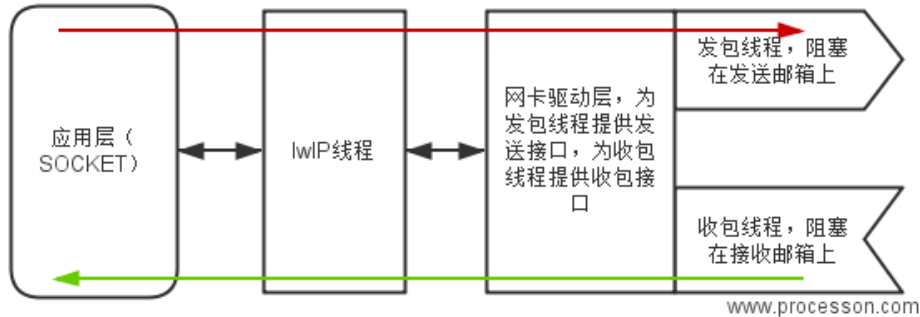 应用层（
SOCKET）
lwIP线程
网卡驱动层，为
发包线程提供发
送接口，为收包
线程提供收包接
口
发包线程，阻塞
在发送邮箱上
收包线程，阻塞
在接收邮箱上
www.processon.com